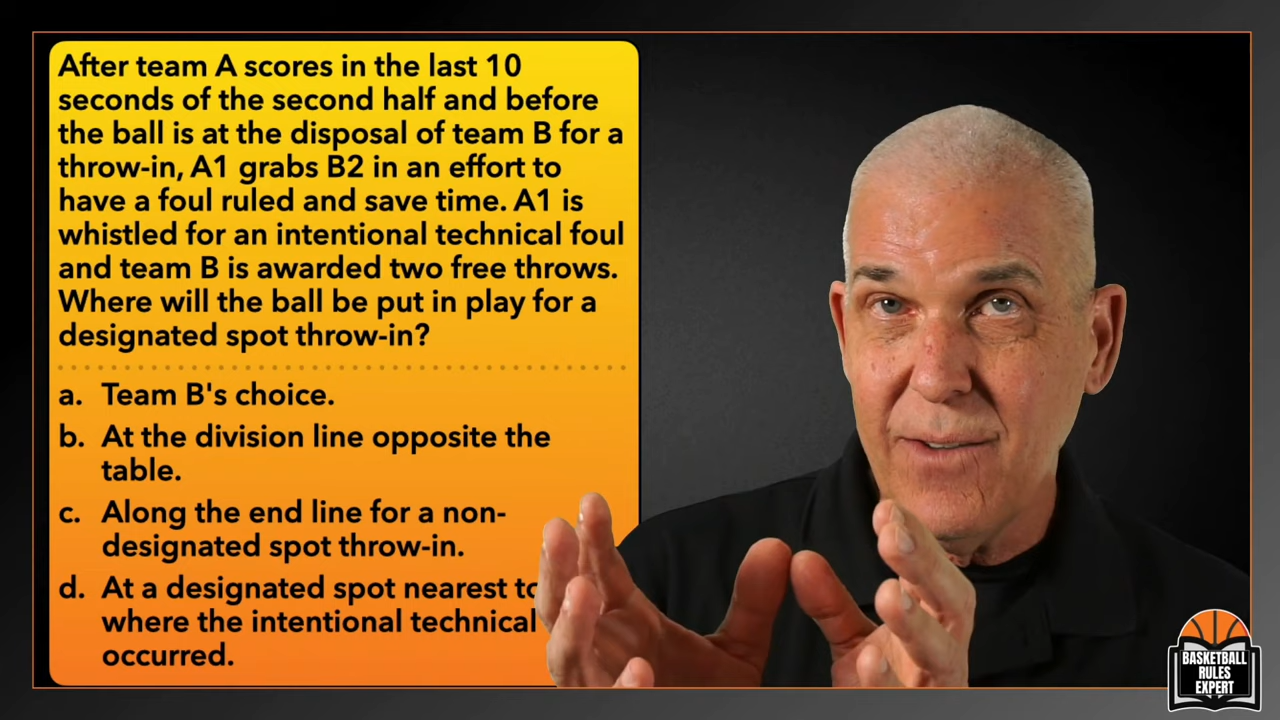 After team A scores in the last 10
seconds of the second half and before
the ball is at the disposal of team B for a
throw-in, A1 grabs B2 in an effort to
have a foul ruled and save time. A1 is
whistled for an intentional technical foul
and team B is awarded two free throws.
Where will the ball be put in play for a
designated spot throw-in?
a. Team B's choice.
b. At the division line opposite the
table.
c. Along the end line for a non-
designated spot throw-in.
d. At a designated spot nearest to
where the intentional technical
occurred.
BASKETBALL
RULES
EXPERT